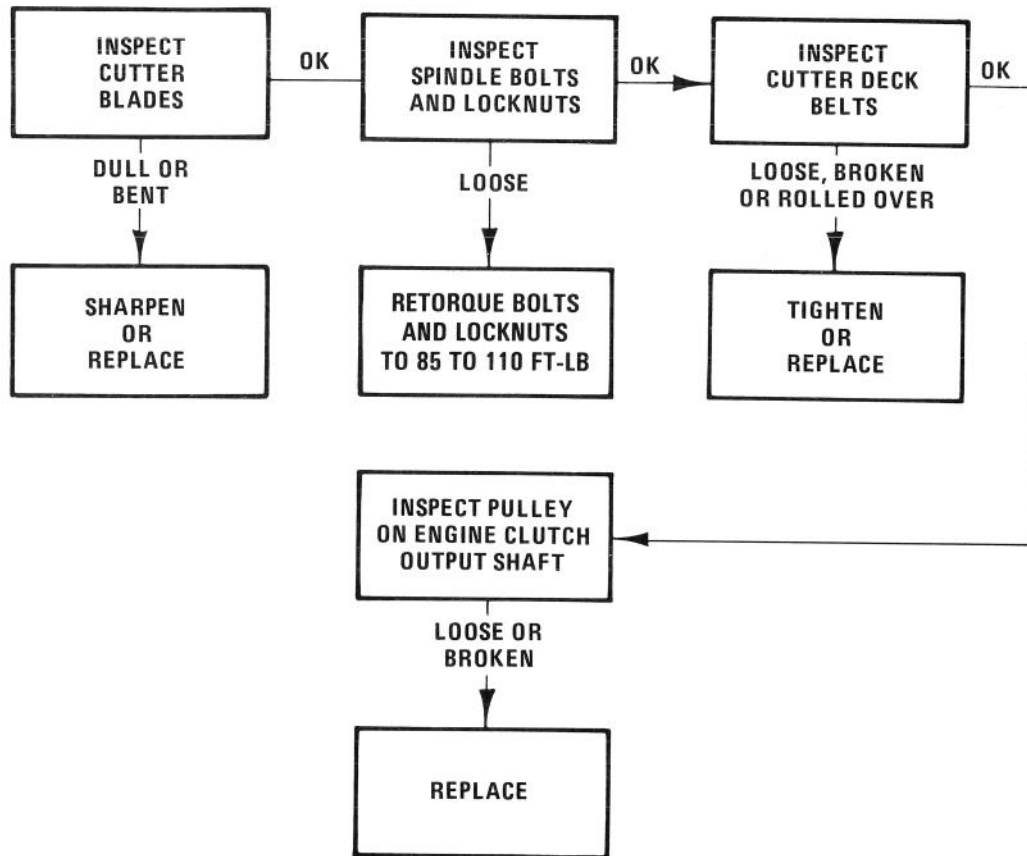 INSPECT
CUTTER
BLADES
OK
INSPECT
SPINDLE BOLTS
AND LOCKNUTS
OK
INSPECT
CUTTER DECK
BELTS
OK
DULL OR
BENT
LOOSE
LOOSE, BROKEN
OR ROLLED OVER
SHARPEN
OR
REPLACE
RETORQUE BOLTS
AND LOCKNUTS
TO 85 TO 110 FT-LB
TIGHTEN
OR
REPLACE
INSPECT PULLEY
ON ENGINE CLUTCH
OUTPUT SHAFT
LOOSE OR
BROKEN
REPLACE